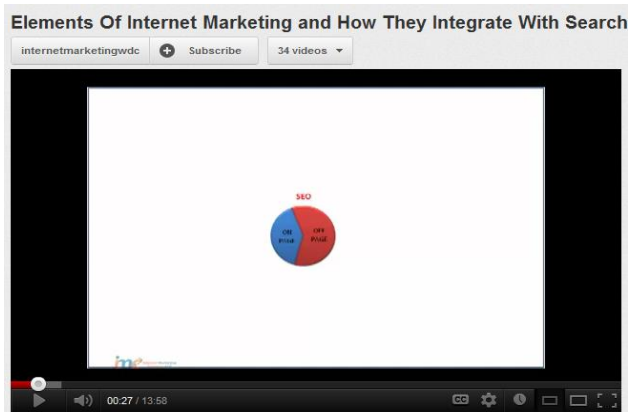 Elements Of Internet Marketing and How They Integrate With Search
internetmarketingwdc Subscribe 34 videos
SEO
ON OFF
PAGE PAGE
00:27 / 13:58 CC